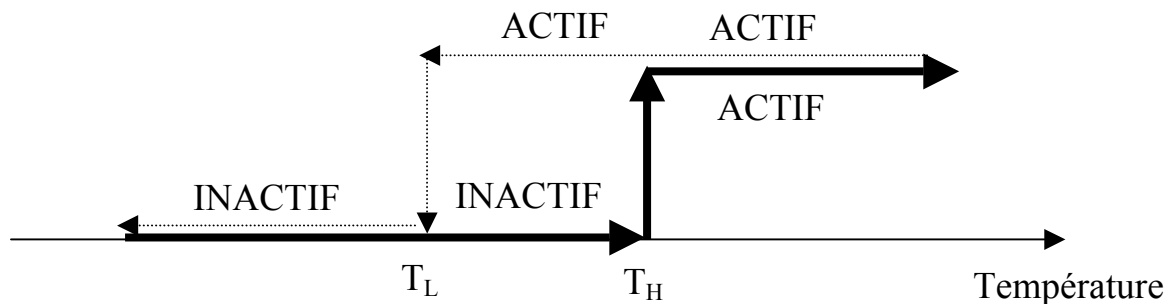 ACTIF ACTIF
ACTIF
INACTIF INACTIF
T_L T_H
Température